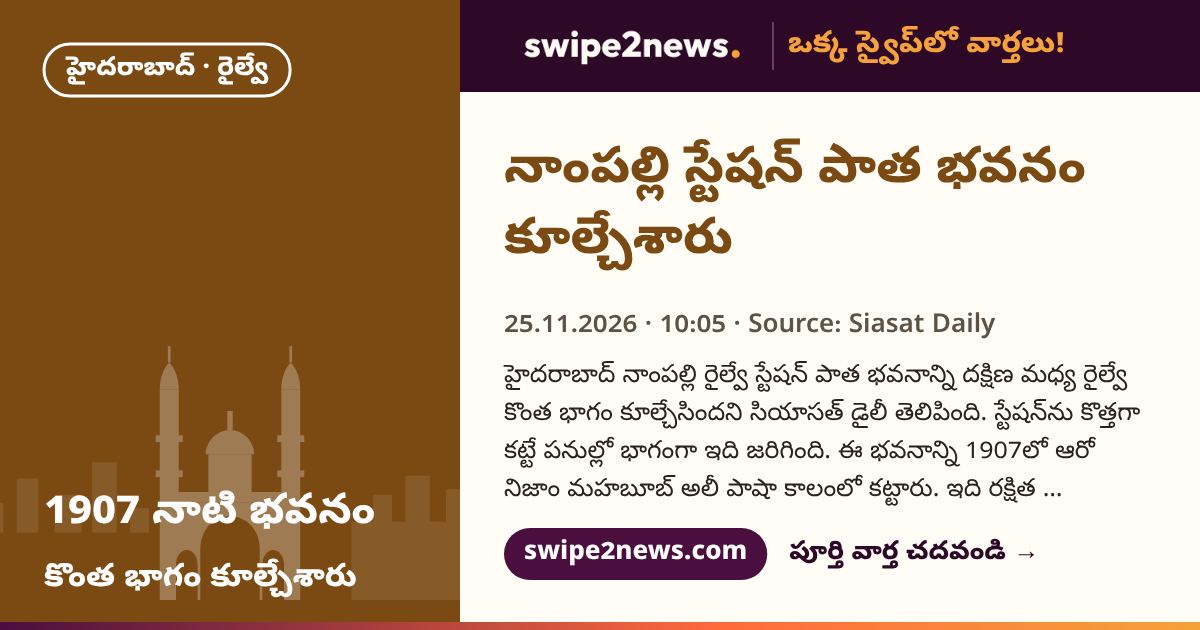 హైదరాబాద్ · రైల్వే
1907 నాటి భవనం
కొంత భాగం కూల్చేశారు
swipe2news.
ఒక్క స్వైప్‌లో వార్తలు!
నాంపల్లి స్టేషన్ పాత భవనం
కూల్చేశారు
25.11.2026 · 10:05 · Source: Siasat Daily
హైదరాబాద్ నాంపల్లి రైల్వే స్టేషన్ పాత భవనాన్ని దక్షిణ మధ్య రైల్వే
కొంత భాగం కూల్చేసిందని సియాసత్ డైలీ తెలిపింది. స్టేషన్‌ను కొత్తగా
కట్టే పనుల్లో భాగంగా ఇది జరిగింది. ఈ భవనాన్ని 1907లో ఆరో
నిజాం మహబూబ్ అలీ పాషా కాలంలో కట్టారు. ఇది రక్షిత ...
swipe2news.com
పూర్తి వార్త చదవండి →